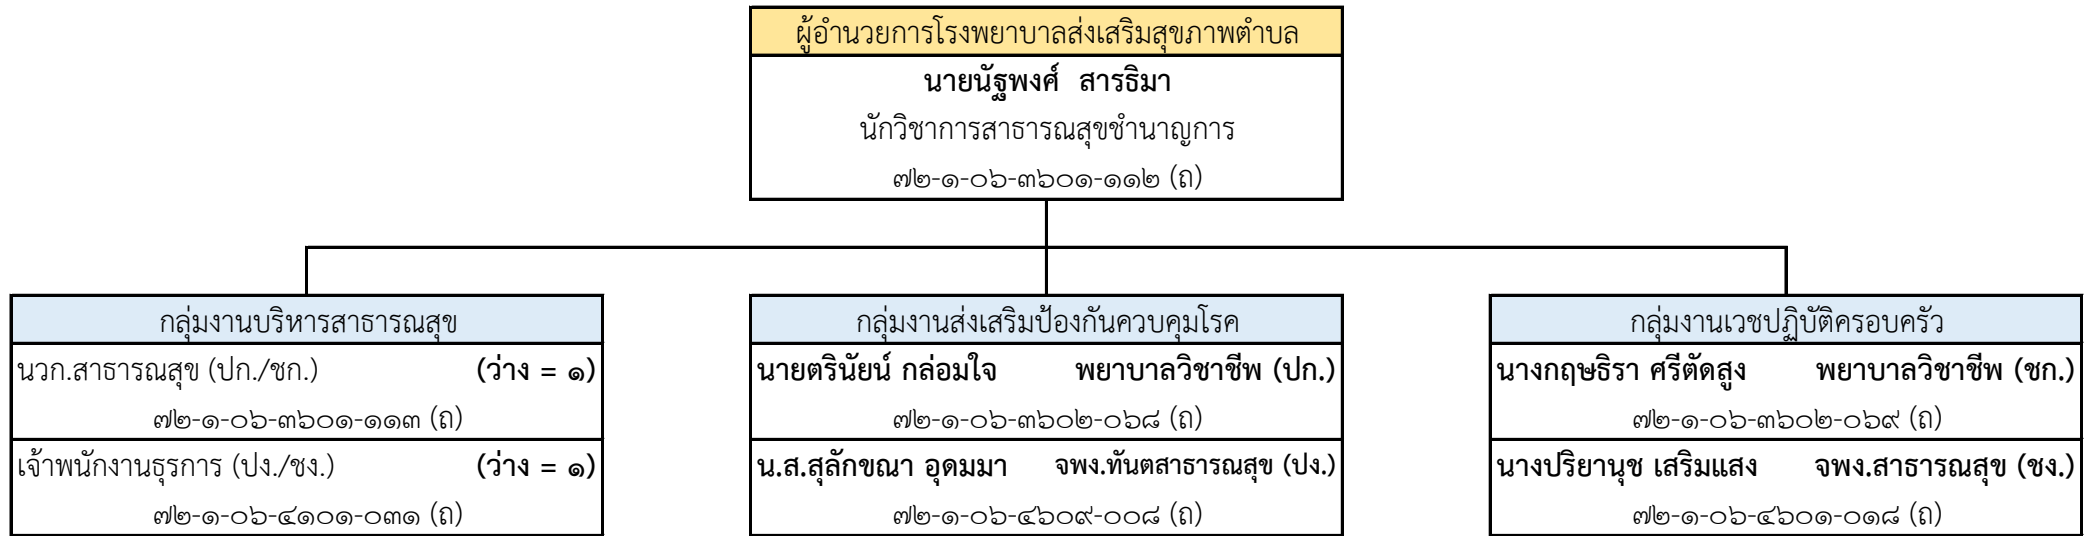 ผู้อำนวยการโรงพยาบาลส่งเสริมสุขภาพตำบล
นายนัฐพงศ์ สารธิมา
นักวิชาการสาธารณสุขชำนาญการ
๗๒-๑-๐๖-๓๖๐๑-๑๑๒ (ถ)
กลุ่มงานบริหารสาธารณสุข
นวก.สาธารณสุข (ปก./ชก.) (ว่าง = ๑)
๗๒-๑-๐๖-๓๖๐๑-๑๑๓ (ถ)
เจ้าพนักงานธุรการ (ปง./ชง.) (ว่าง = ๑)
๗๒-๑-๐๖-๔๑๐๑-๐๓๑ (ถ)
กลุ่มงานส่งเสริมป้องกันควบคุมโรค
นายตรินัยน์ กล่อมใจ พยาบาลวิชาชีพ (ปก.)
๗๒-๑-๐๖-๓๖๐๒-๐๖๘ (ถ)
น.ส.สุลักขณา อุดมมา จพง.ทันตสาธารณสุข (ปง.)
๗๒-๑-๐๖-๔๖๐๙-๐๐๘ (ถ)
กลุ่มงานเวชปฏิบัติครอบครัว
นางกฤษธิรา ศรีตัดสูง พยาบาลวิชาชีพ (ชก.)
๗๒-๑-๐๖-๓๖๐๒-๐๖๙ (ถ)
นางปริยานุช เสริมแสง จพง.สาธารณสุข (ชง.)
๗๒-๑-๐๖-๔๖๐๑-๐๑๘ (ถ)